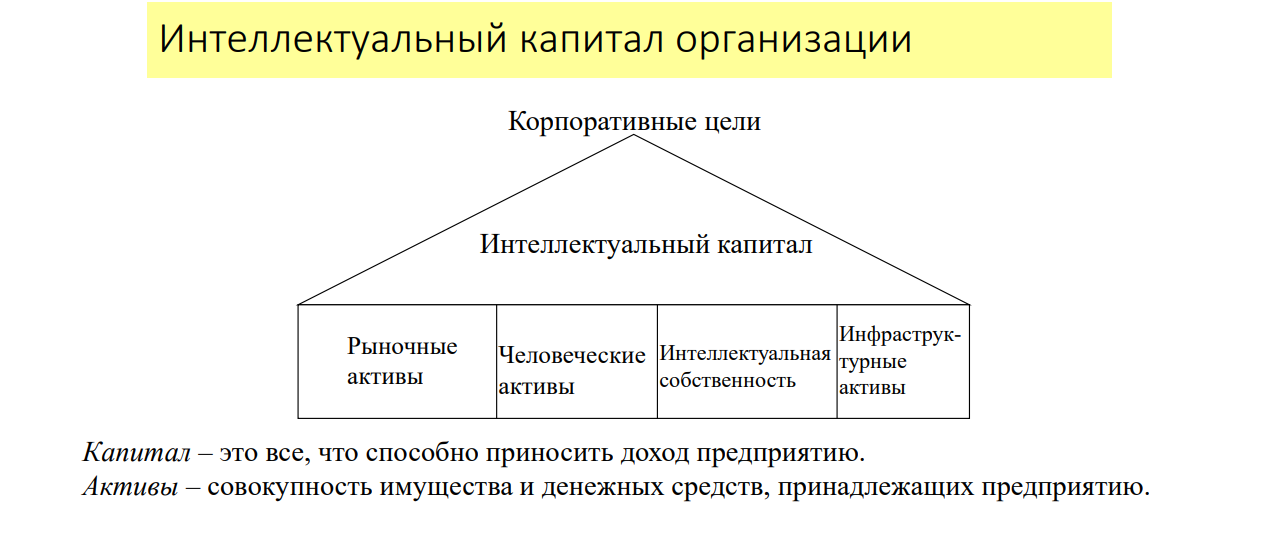 Интеллектуальный капитал организации
Корпоративные цели
Интеллектуальный капитал
Рыночные
активы
Человеческие
активы
Интеллектуальная
собственность
Инфраструк-
турные
активы
Капитал – это все, что способно приносить доход предприятию.
Активы – совокупность имущества и денежных средств, принадлежащих предприятию.